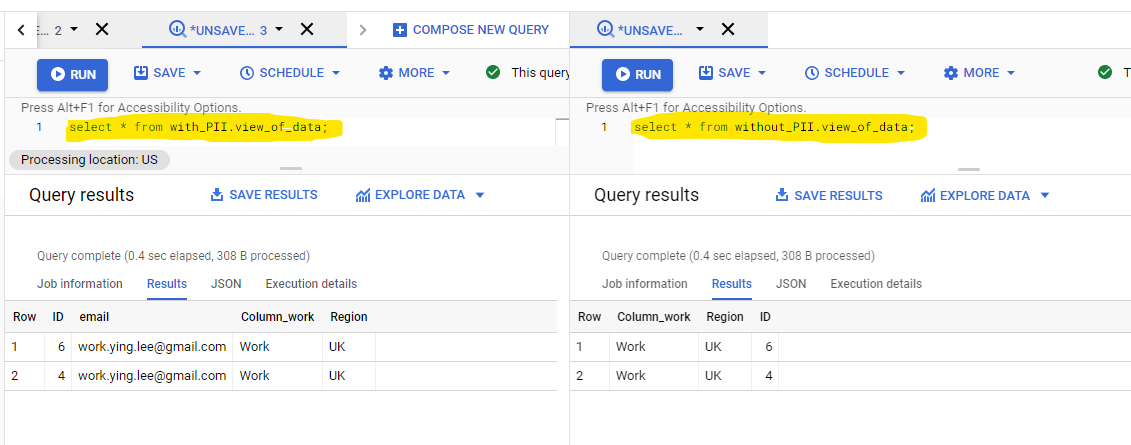 E... 2 *UNSAVE... 3 COMPOSE NEW QUERY
RUN SAVE SCHEDULE MORE This query
Press Alt+F1 for Accessibility Options.
1 select * from with_PII.view_of_data;
Processing location: US
Query results SAVE RESULTS EXPLORE DATA
Query complete (0.4 sec elapsed, 308 B processed)
Job information Results JSON Execution details
Row ID email Column_work Region
1 6 work.ying.lee@gmail.com Work UK
2 4 work.ying.lee@gmail.com Work UK
*UNSAVE...
RUN SAVE SCHEDULE MORE T
Press Alt+F1 for Accessibility Options.
1 select * from without_PII.view_of_data;
Query results SAVE RESULTS EXPLORE DATA
Query complete (0.4 sec elapsed, 308 B processed)
Job information Results JSON Execution details
Row Column_work Region ID
1 Work UK 6
2 Work UK 4